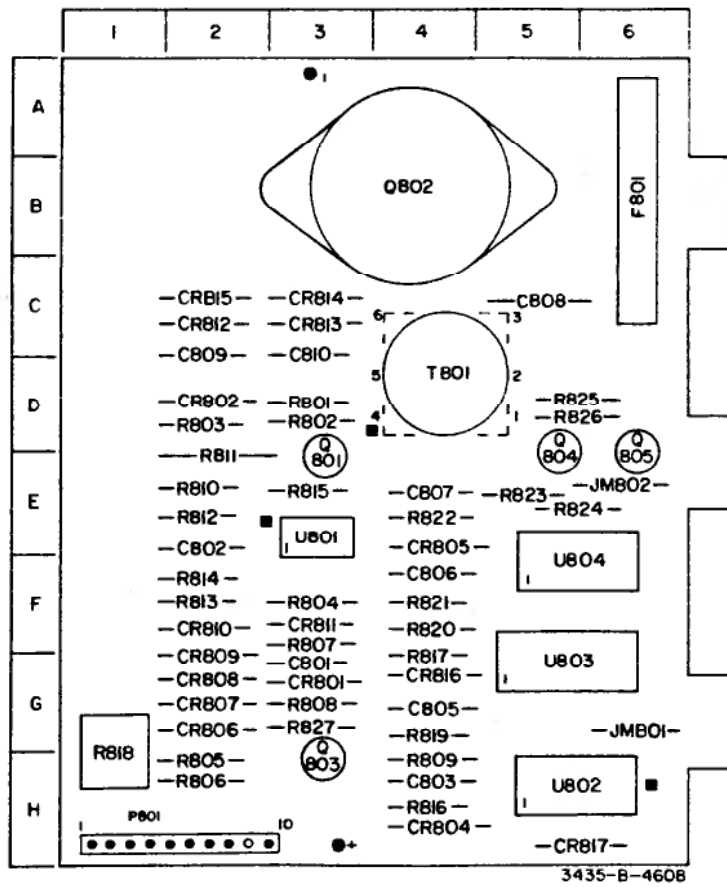 1 2 3 4 5 6
A
1
B
Q802
F801
C
CR815 CR814 C808
6 3
CR812 CR813
C809 C810
5 T801 2
D
CR802 R801 R825
R803 R802 4 1 R826
R811 Q 801 Q 804 Q 805
E
R810 R815 C807 R823 JM802
R824
R812 R822
1 U801
C802 CR805 U804
R814 C806 1
F
R813 R804 R821
CR810 CR811 R820
R807
CR809 R817 U803
C801 CR816 1
CR808 CR801
G
CR807 R808 C805
CR806 R827 R819 JM801
R818 Q 803
R805 R809
R806 C803 U802
H
R816 1
1 P801 10 CR804
+ CR817
3435-B-4608